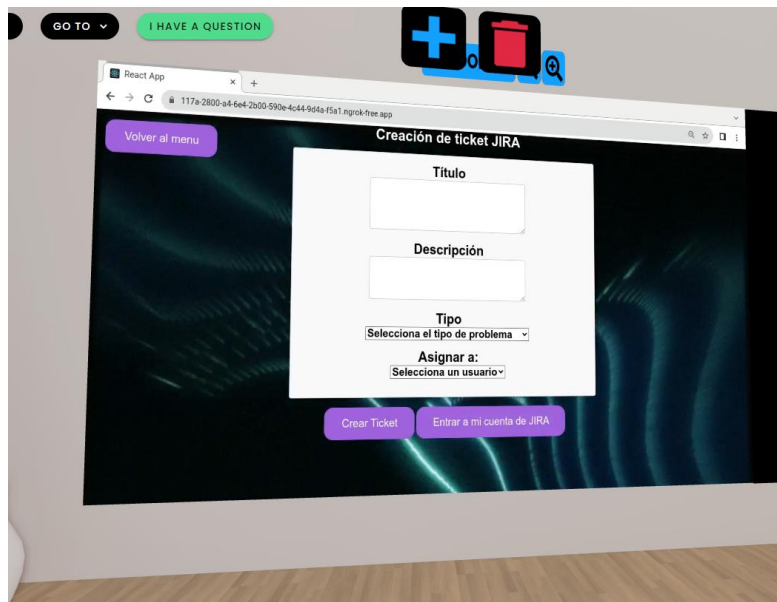 GO TO
I HAVE A QUESTION
React App
117a-2800-a4-6e4-2b00-590e-4c44-9d4a-f5a1.ngrok-free.app
Volver al menu
Creación de ticket JIRA
Título
Descripción
Tipo
Selecciona el tipo de problema
Asignar a:
Selecciona un usuario
Crear Ticket
Entrar a mi cuenta de JIRA